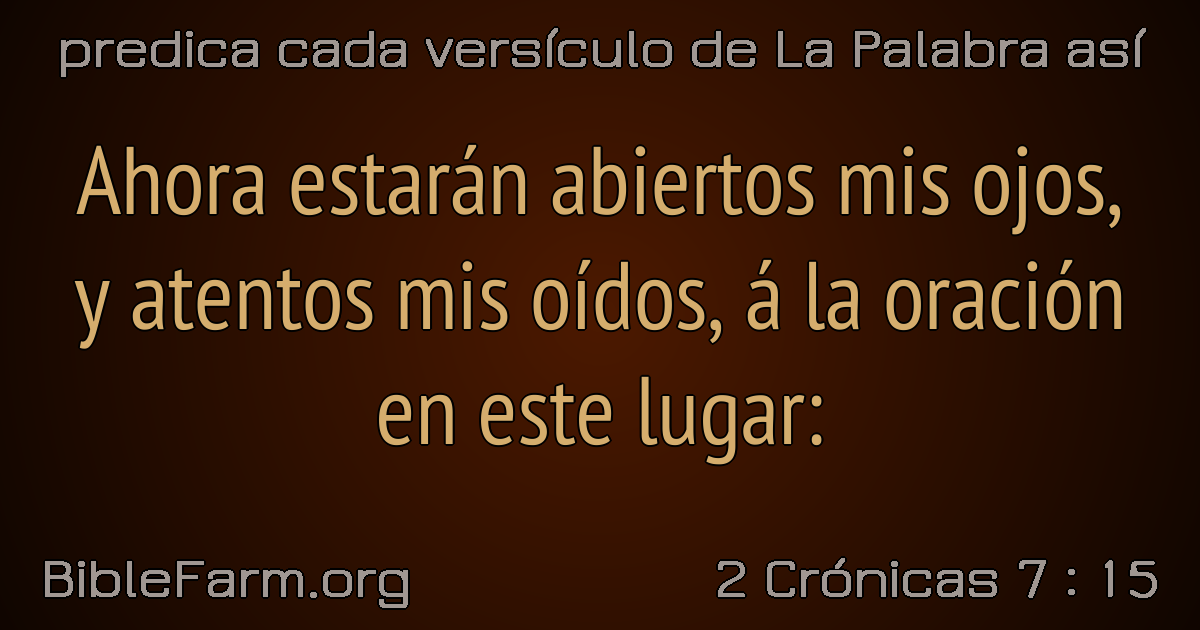 predica cada versículo de La Palabra así
Ahora estarán abiertos mis ojos,
y atentos mis oídos, á la oración
en este lugar:
BibleFarm.org
2 Crónicas 7 : 15